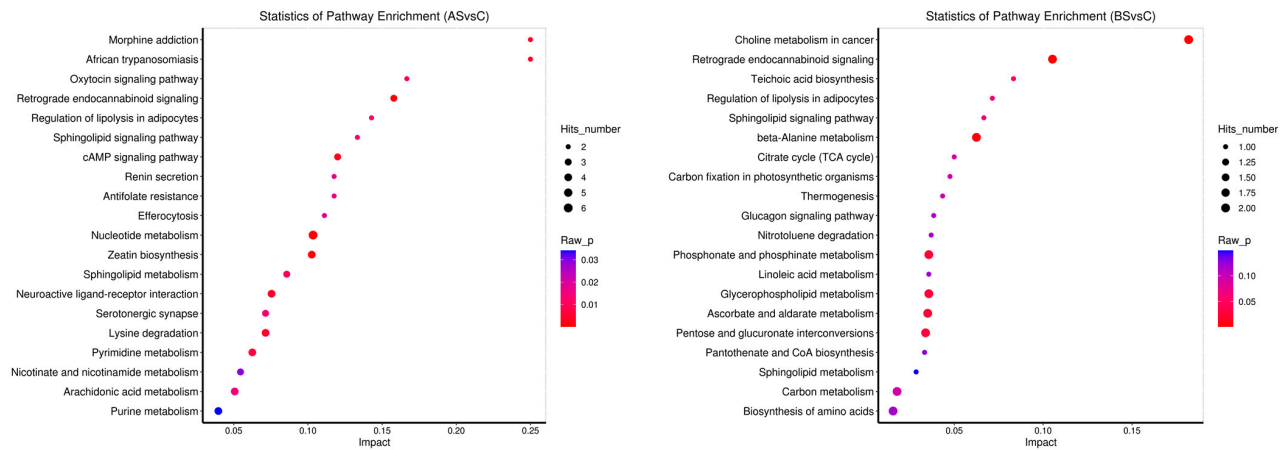 Statistics of Pathway Enrichment (ASvsC)
Morphine addiction
African trypanosomiasis
Oxytocin signaling pathway
Retrograde endocannabinoid signaling
Regulation of lipolysis in adipocytes
Sphingolipid signaling pathway
cAMP signaling pathway
Renin secretion
Antifolate resistance
Efferocytosis
Nucleotide metabolism
Zeatin biosynthesis
Sphingolipid metabolism
Neuroactive ligand-receptor interaction
Serotonergic synapse
Lysine degradation
Pyrimidine metabolism
Nicotinate and nicotinamide metabolism
Arachidonic acid metabolism
Purine metabolism
0.05 0.10 0.15 0.20 0.25
Impact
Hits_number
2
3
4
5
6
Raw_p
0.03
0.02
0.01
Statistics of Pathway Enrichment (BSvsC)
Choline metabolism in cancer
Retrograde endocannabinoid signaling
Teichoic acid biosynthesis
Regulation of lipolysis in adipocytes
Sphingolipid signaling pathway
beta-Alanine metabolism
Citrate cycle (TCA cycle)
Carbon fixation in photosynthetic organisms
Thermogenesis
Glucagon signaling pathway
Nitrotoluene degradation
Phosphonate and phosphinate metabolism
Linoleic acid metabolism
Glycerophospholipid metabolism
Ascorbate and aldarate metabolism
Pentose and glucuronate interconversions
Pantothenate and CoA biosynthesis
Sphingolipid metabolism
Carbon metabolism
Biosynthesis of amino acids
0.05 0.10 0.15
Impact
Hits_number
1.00
1.25
1.50
1.75
2.00
Raw_p
0.10
0.05